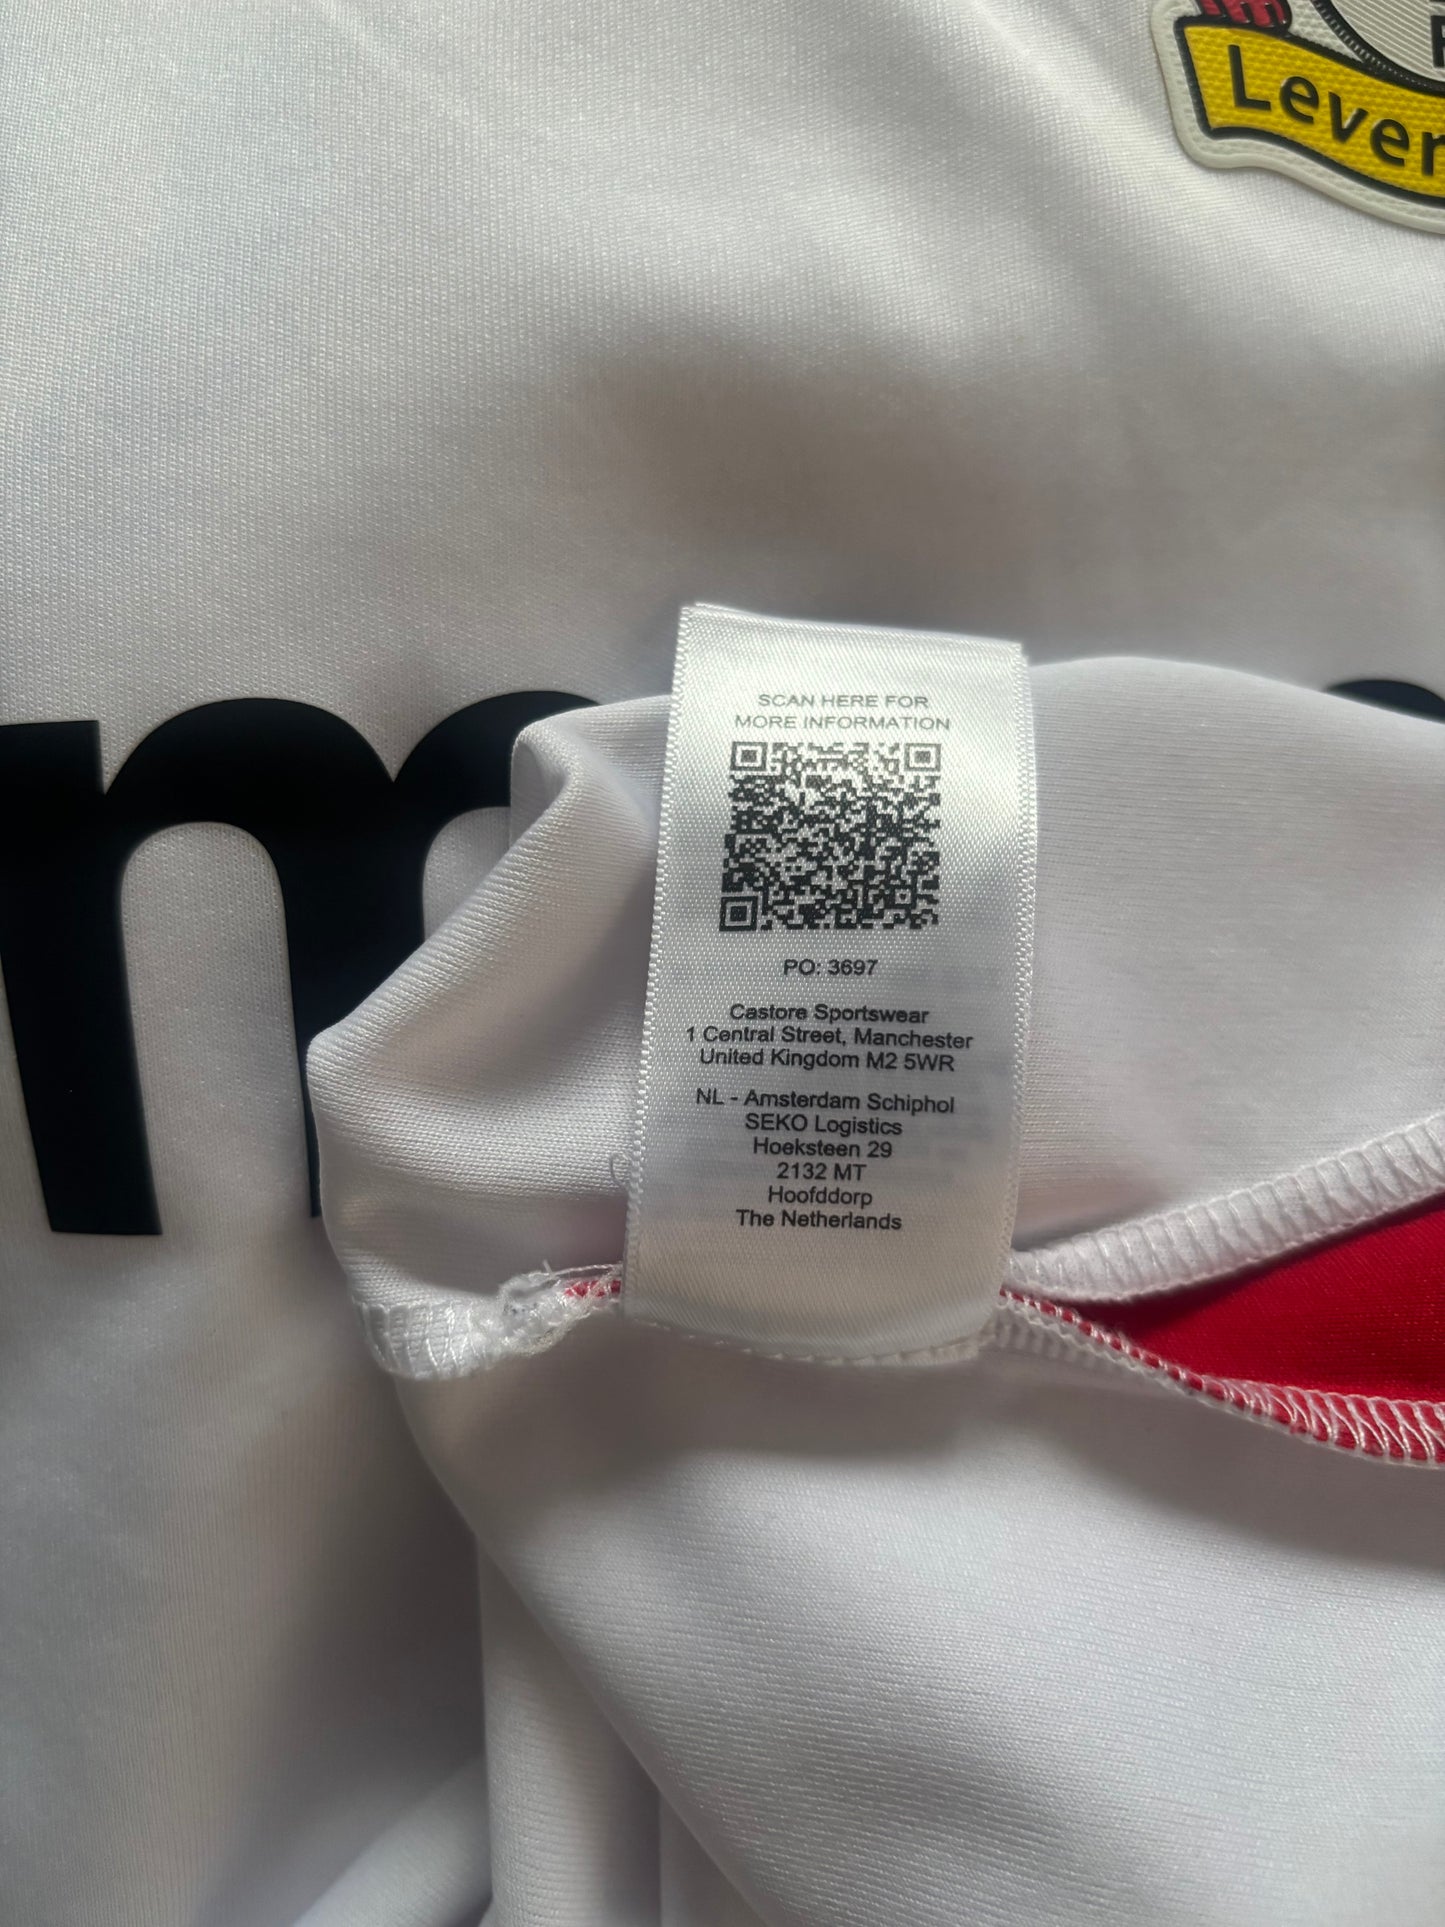 Lever
m
SCAN HERE FOR
MORE INFORMATION
PO: 3697
Castore Sportswear
1 Central Street, Manchester
United Kingdom M2 5WR
NL - Amsterdam Schiphol
SEKO Logistics
Hoeksteen 29
2132 MT
Hoofddorp
The Netherlands